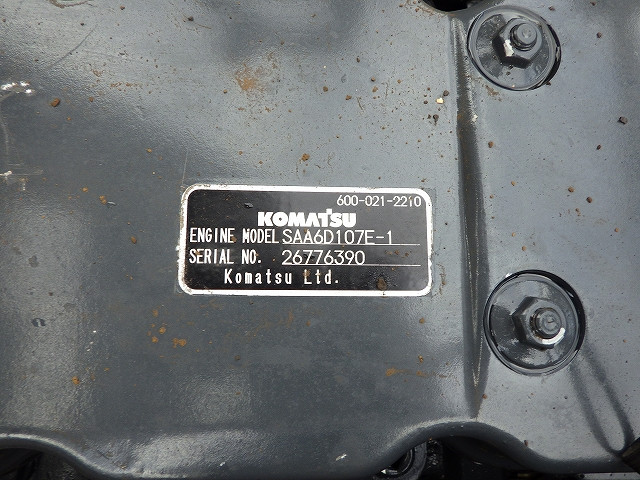 600-021-2210
KOMATSU
ENGINE MODEL SAA6D107E-1
SERIAL NO. 26776390
Komatsu Ltd.